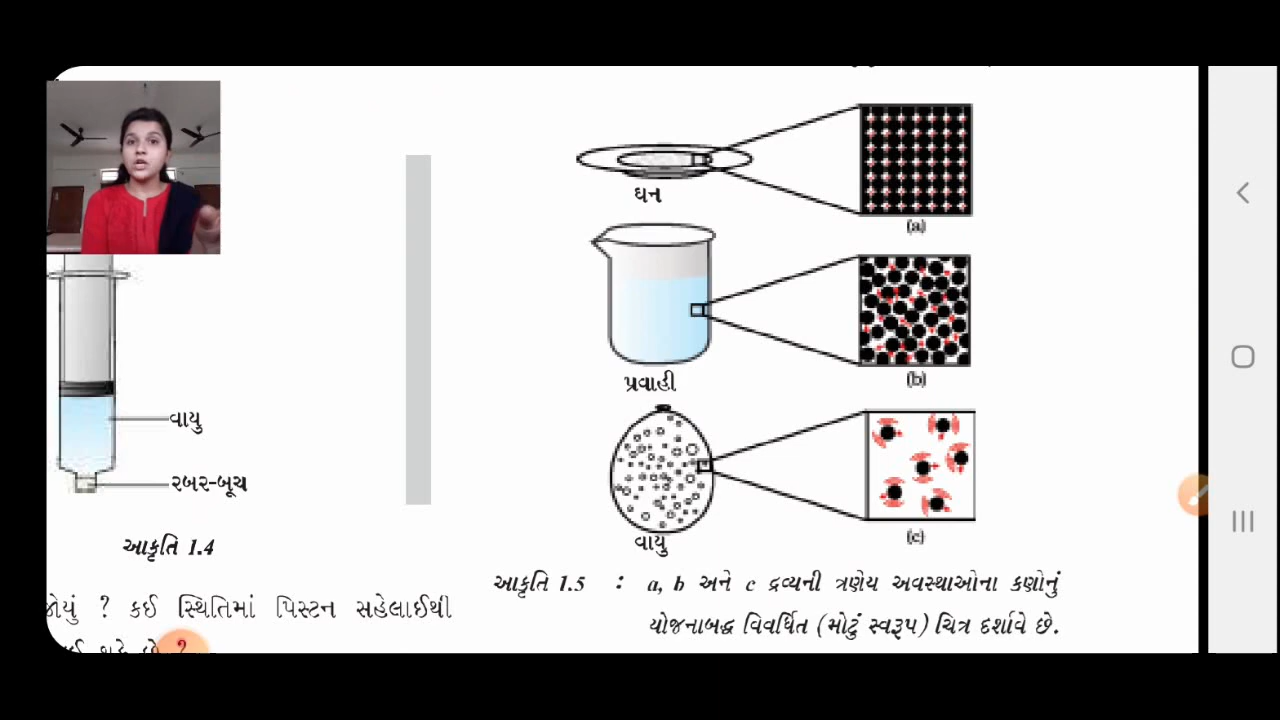 ઘન
(a)
પ્રવાહી
(b)
વાયુ
(c)
વાયુ
રબર-બૂચ
આકૃતિ 1.4
જોયું ? કઈ સ્થિતિમાં પિસ્ટન સહેલાઈથી
?
આકૃતિ 1.5 : a, b અને c દ્રવ્યની ત્રણેય અવસ્થાઓના કણોનું
યોજનાબદ્ધ વિવર્ધિત (મોટું સ્વરૂપ) ચિત્ર દર્શાવે છે.